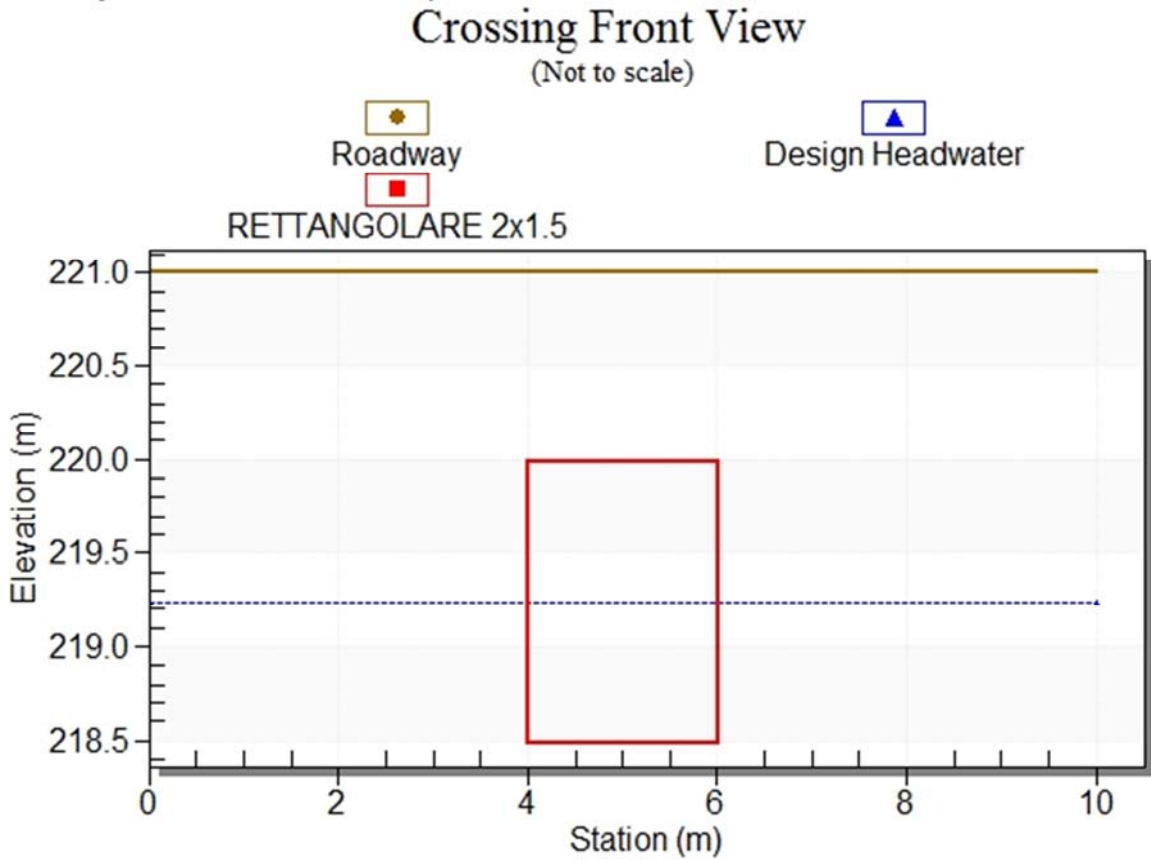 Crossing Front View
(Not to scale)
Roadway
Design Headwater
RETTANGOLARE 2x1.5
221.0
220.5
220.0
219.5
219.0
218.5
Elevation (m)
0 2 4 6 8 10
Station (m)